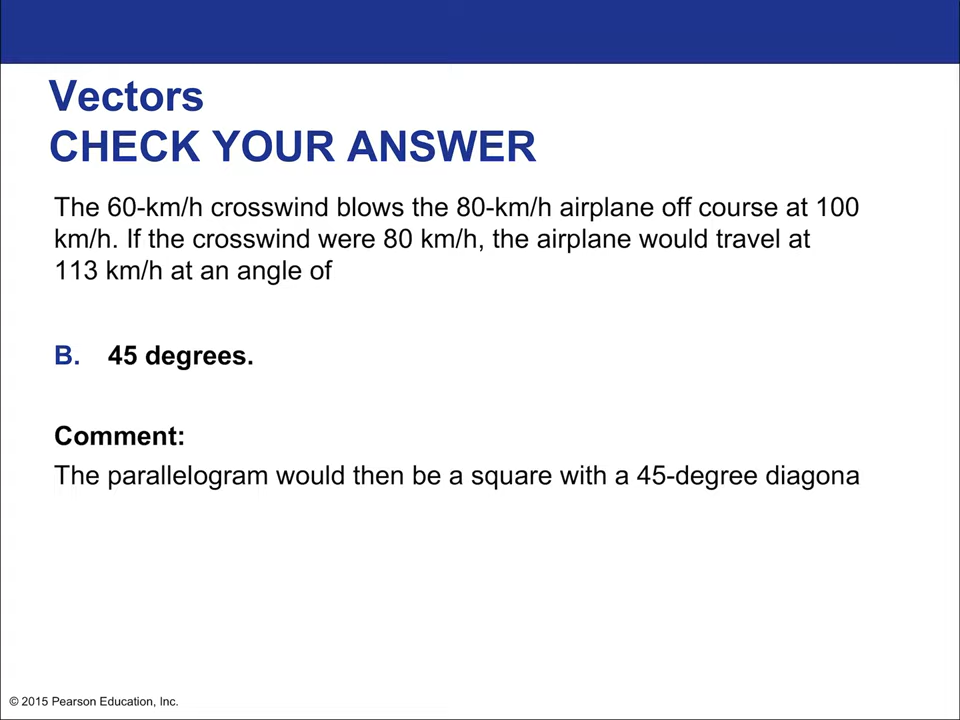 Vectors
CHECK YOUR ANSWER
The 60-km/h crosswind blows the 80-km/h airplane off course at 100
km/h. If the crosswind were 80 km/h, the airplane would travel at
113 km/h at an angle of
B. 45 degrees.
Comment:
The parallelogram would then be a square with a 45-degree diagona
© 2015 Pearson Education, Inc.